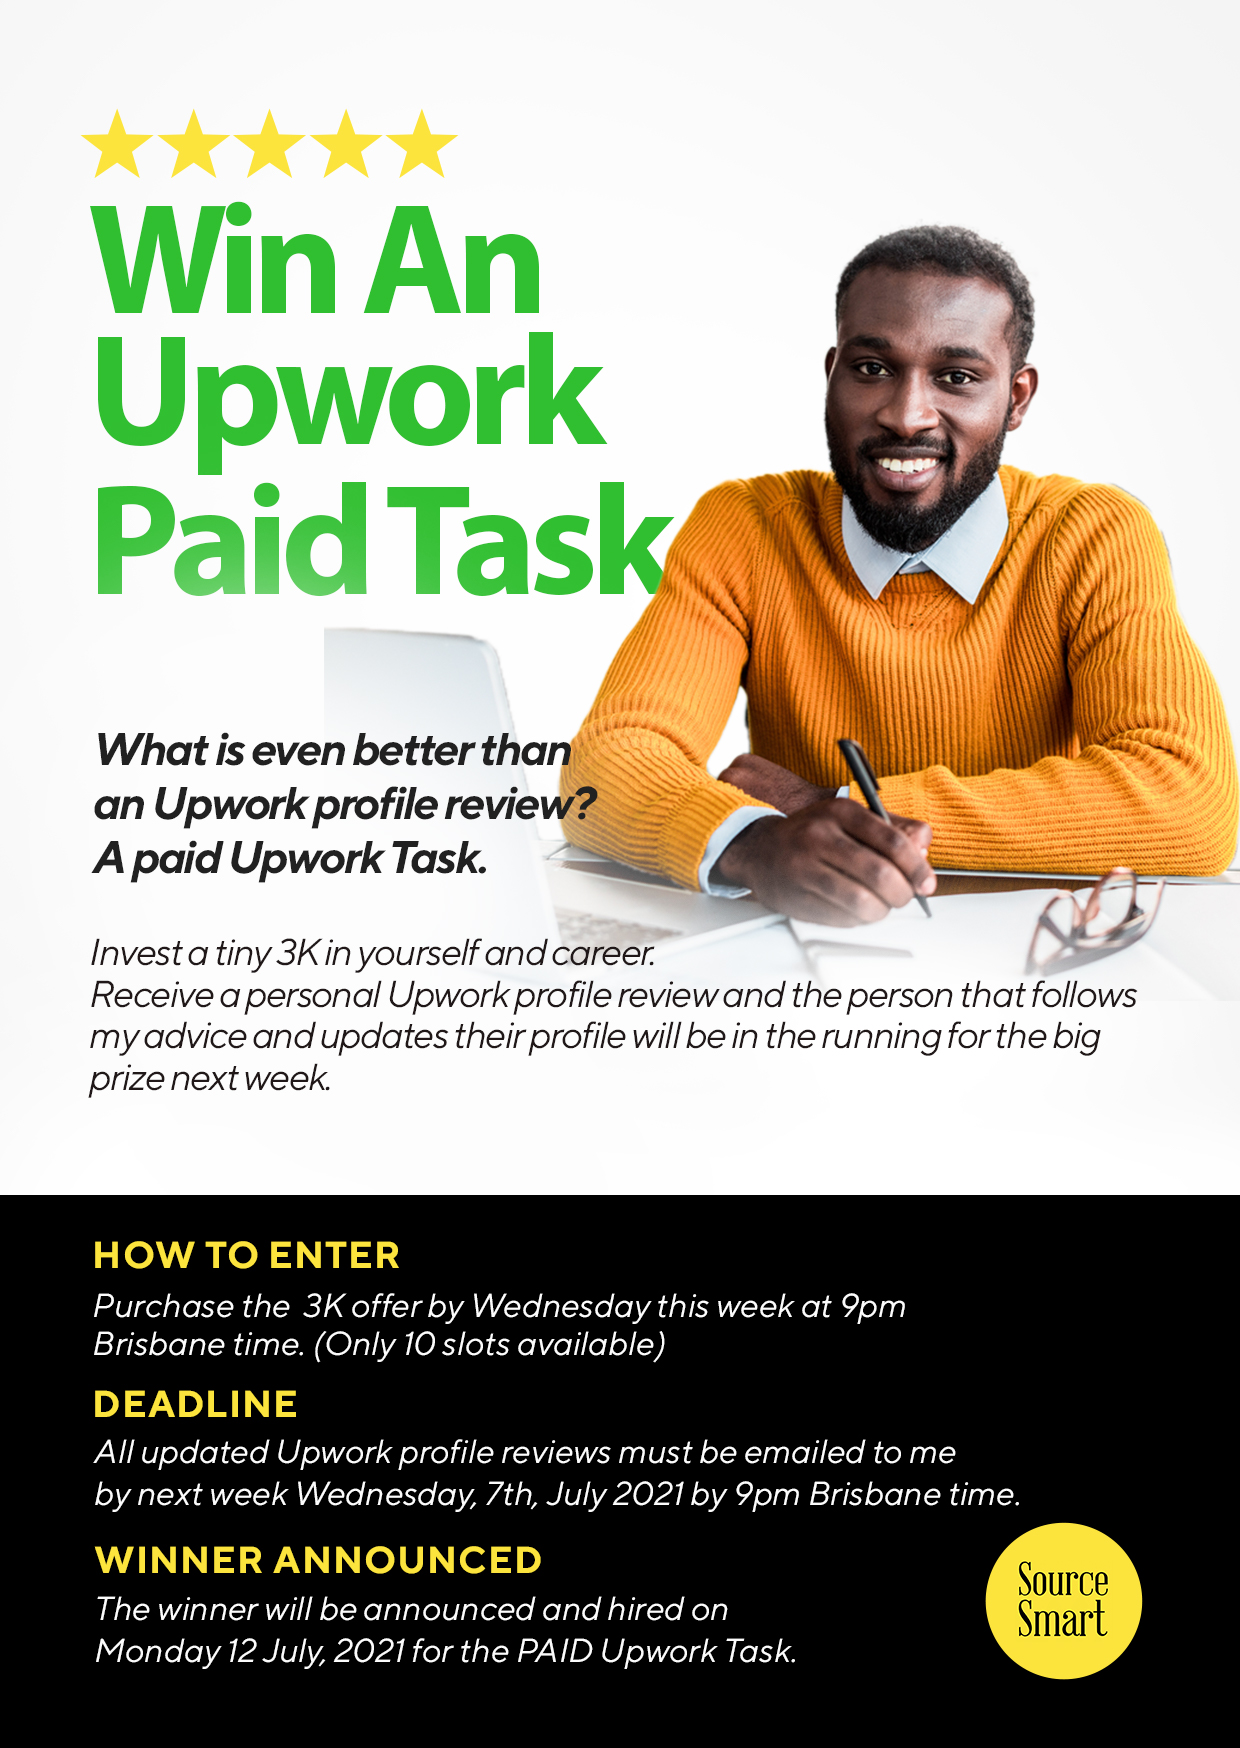 Win An
Upwork
Paid Task
What is even better than
an Upwork profile review?
A paid Upwork Task.
Invest a tiny 3K in yourself and career.
Receive a personal Upwork profile review and the person that follows
my advice and updates their profile will be in the running for the big
prize next week.
HOW TO ENTER
Purchase the 3K offer by Wednesday this week at 9pm
Brisbane time. (Only 10 slots available)
DEADLINE
All updated Upwork profile reviews must be emailed to me
by next week Wednesday, 7th, July 2021 by 9pm Brisbane time.
WINNER ANNOUNCED
The winner will be announced and hired on
Monday 12 July, 2021 for the PAID Upwork Task.
Source
Smart